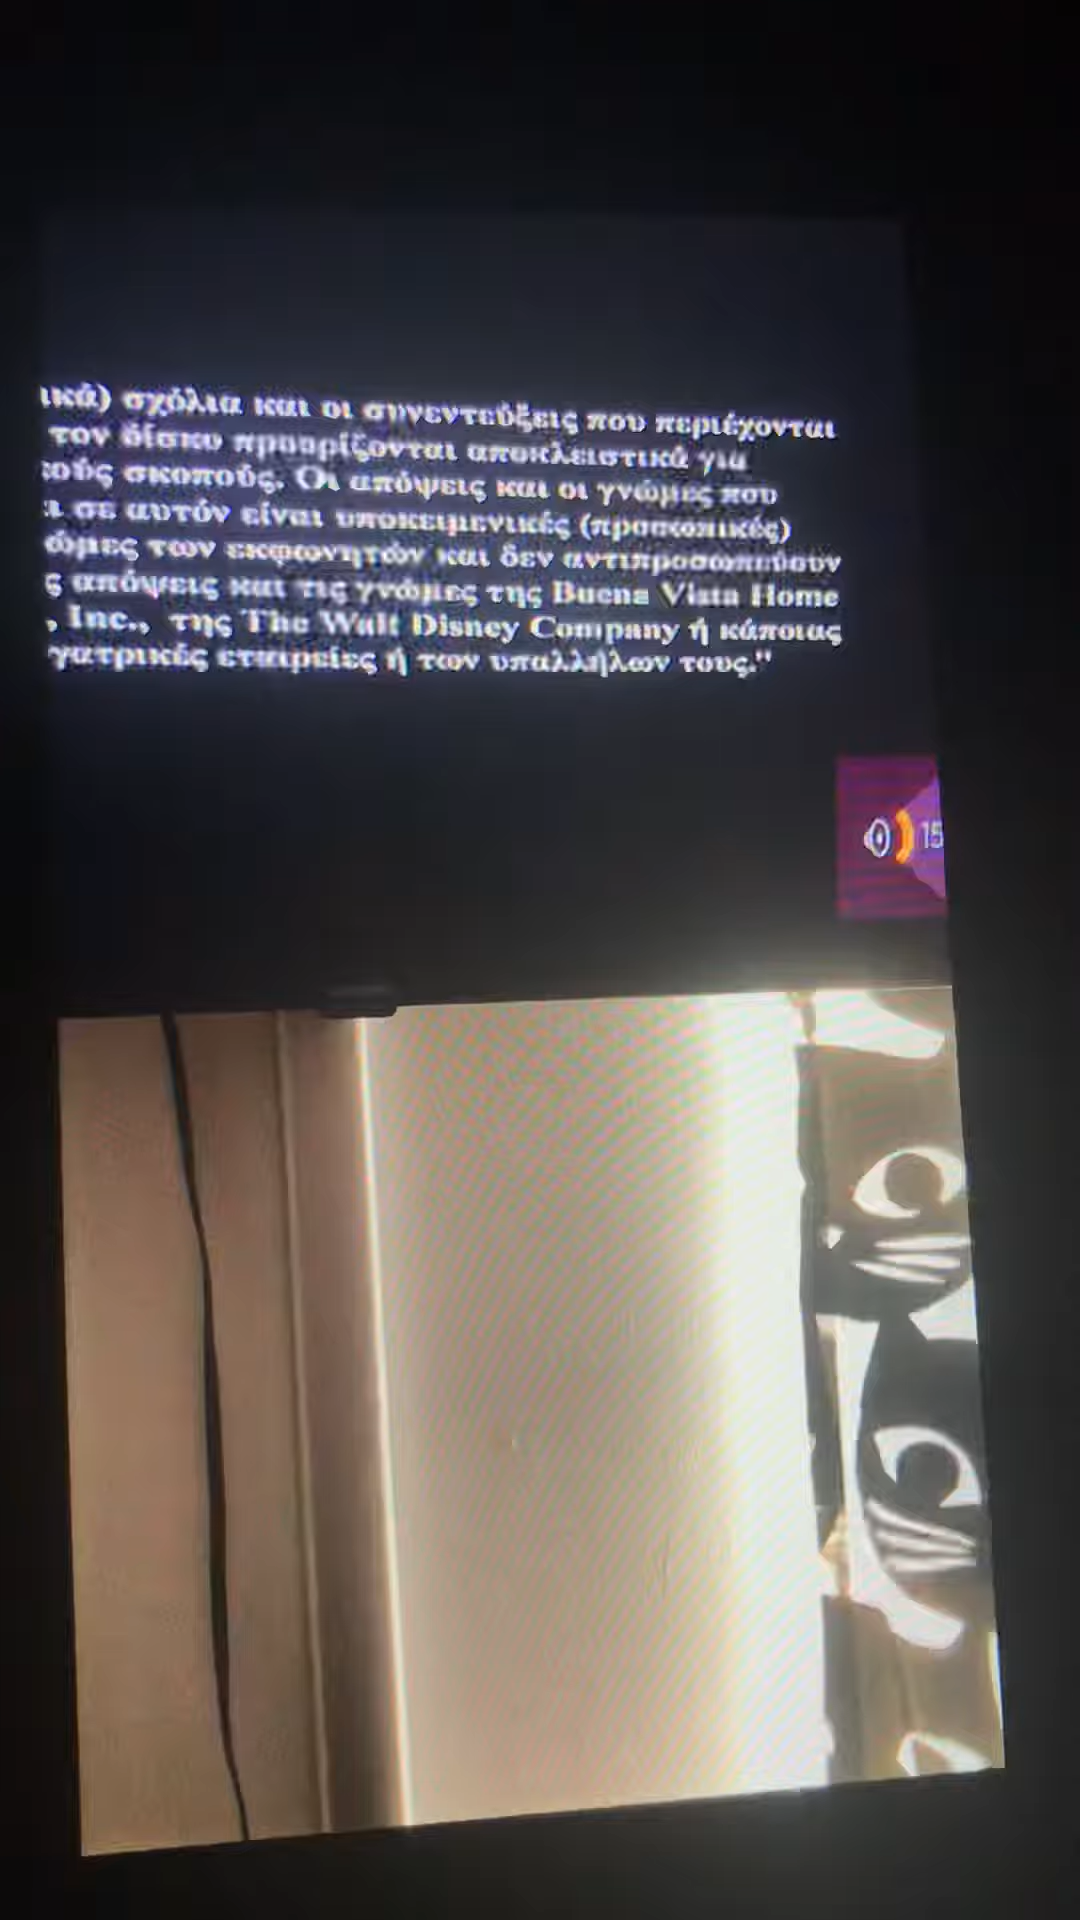 ικά) σχόλια και οι συνεντεύξεις που περιέχονται
τον δίσκο προορίζονται αποκλειστικά για
κούς σκοπούς. Οι απόψεις και οι γνώμες που
ι σε αυτόν είναι υποκειμενικές (προσωπικές)
ώμες των εκφωνητών και δεν αντιπροσωπεύουν
ς απόψεις και τις γνώμες της Buena Vista Home
, Inc., της The Walt Disney Company ή κάποιας
γατρικές εταιρείες ή των υπαλλήλων τους."
15